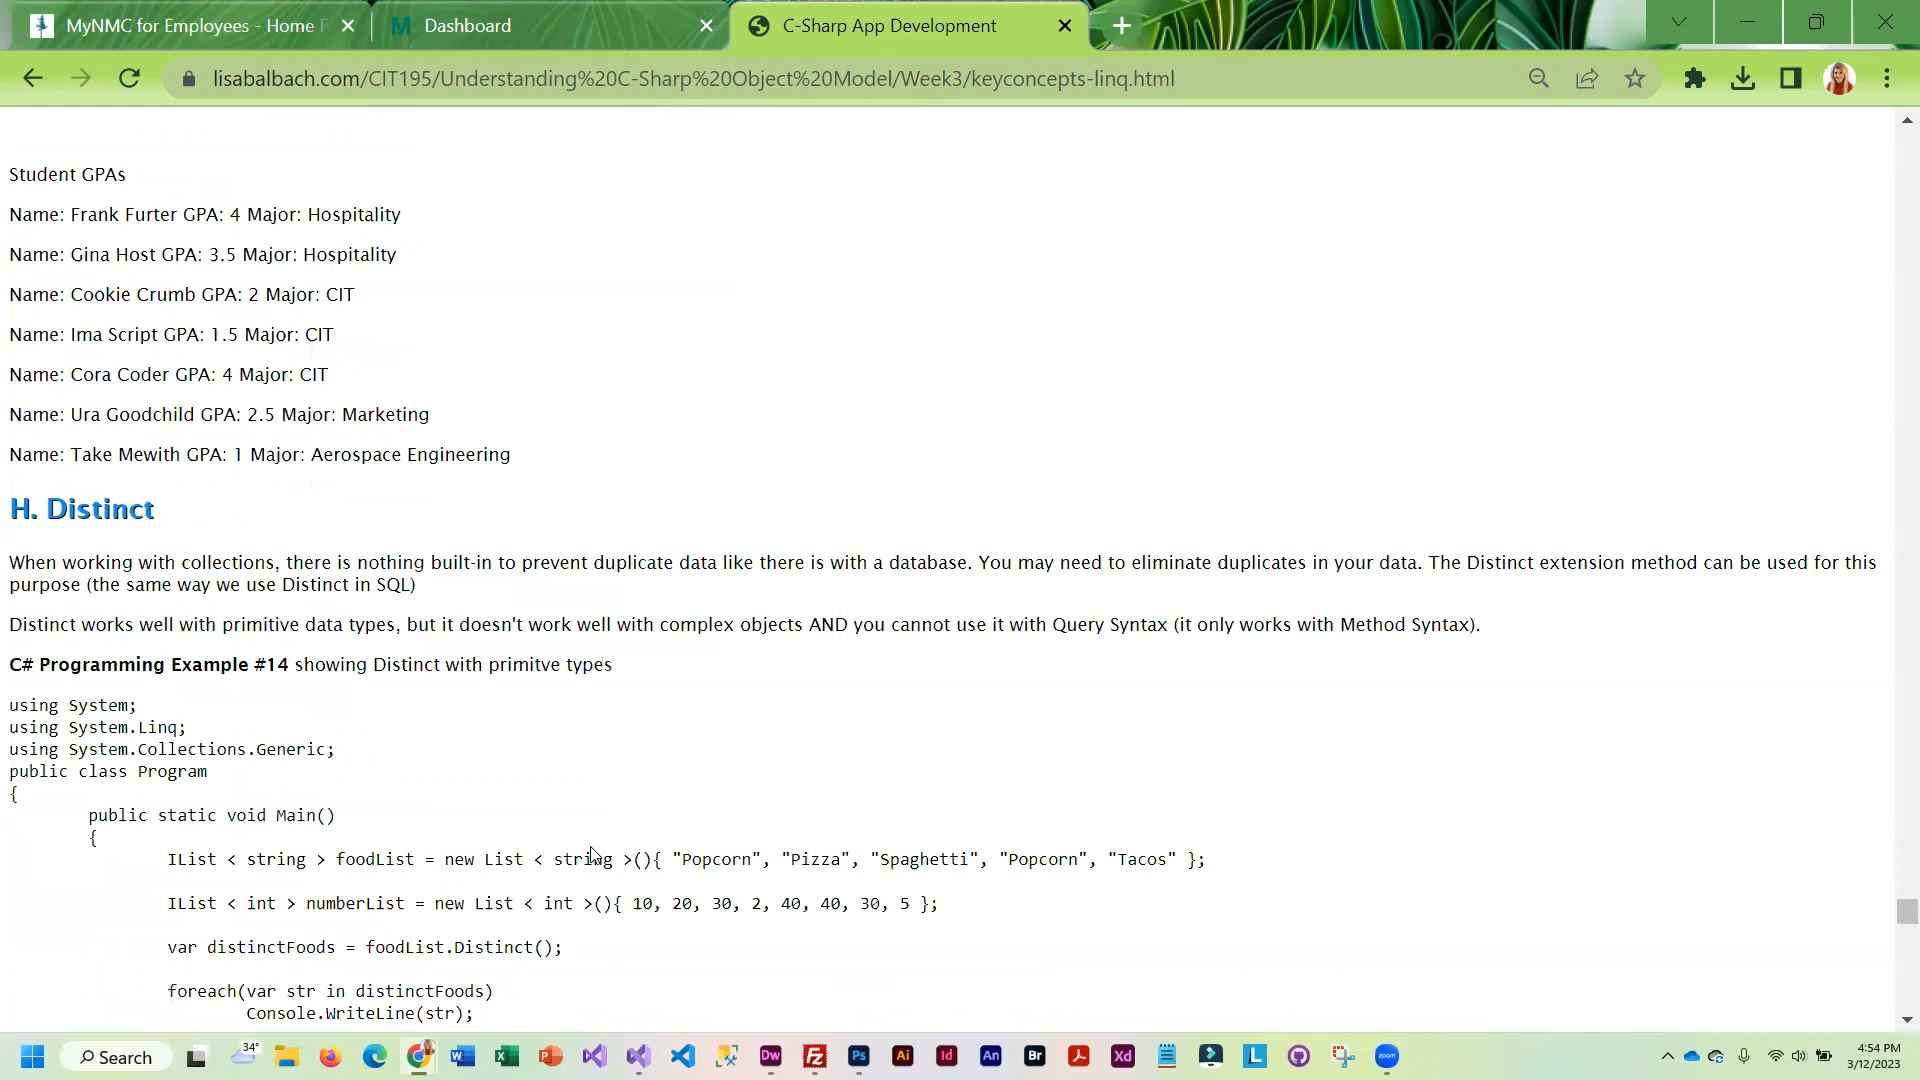 MyNMC for Employees - Home P
Dashboard
C-Sharp App Development
lisabalbach.com/CIT195/Understanding%20C-Sharp%20Object%20Model/Week3/keyconcepts-linq.html
Student GPAs
Name: Frank Furter GPA: 4 Major: Hospitality
Name: Gina Host GPA: 3.5 Major: Hospitality
Name: Cookie Crumb GPA: 2 Major: CIT
Name: Ima Script GPA: 1.5 Major: CIT
Name: Cora Coder GPA: 4 Major: CIT
Name: Ura Goodchild GPA: 2.5 Major: Marketing
Name: Take Mewith GPA: 1 Major: Aerospace Engineering
H. Distinct
When working with collections, there is nothing built-in to prevent duplicate data like there is with a database. You may need to eliminate duplicates in your data. The Distinct extension method can be used for this
purpose (the same way we use Distinct in SQL)
Distinct works well with primitive data types, but it doesn't work well with complex objects AND you cannot use it with Query Syntax (it only works with Method Syntax).
C# Programming Example #14 showing Distinct with primitve types
using System;
using System.Linq;
using System.Collections.Generic;
public class Program
{
public static void Main()
{
IList < string > foodList = new List < string >(){ "Popcorn", "Pizza", "Spaghetti", "Popcorn", "Tacos" };
IList < int > numberList = new List < int >(){ 10, 20, 30, 2, 40, 40, 30, 5 };
var distinctFoods = foodList.Distinct();
foreach(var str in distinctFoods)
Console.WriteLine(str);
Search
34°
Dw
Fz
Ps
Ai
Id
An
Br
Xd
L
zoom
4:54 PM
3/12/2023